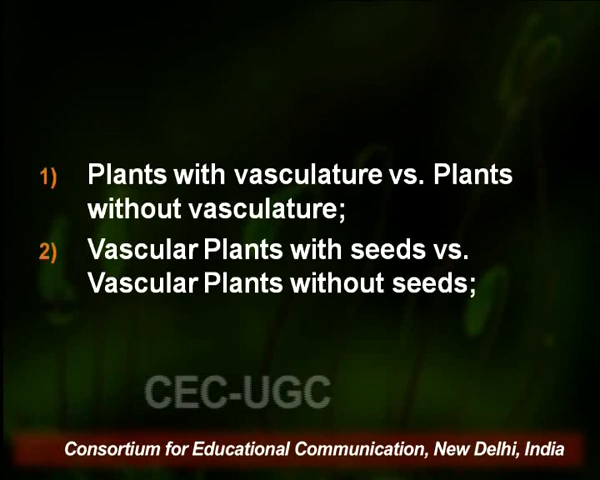 1) Plants with vasculature vs. Plants
without vasculature;
2) Vascular Plants with seeds vs.
Vascular Plants without seeds;
CEC-UGC
Consortium for Educational Communication, New Delhi, India